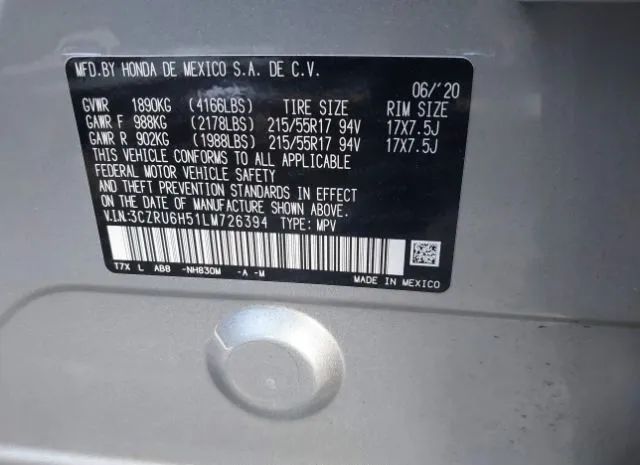 MFD.BY HONDA DE MEXICO S.A. DE C.V.
06/'20
GVWR 1890KG (4166LBS) TIRE SIZE RIM SIZE
GAWR F 988KG (2178LBS) 215/55R17 94V 17X7.5J
GAWR R 902KG (1988LBS) 215/55R17 94V 17X7.5J
THIS VEHICLE CONFORMS TO ALL APPLICABLE
FEDERAL MOTOR VEHICLE SAFETY
AND THEFT PREVENTION STANDARDS IN EFFECT
ON THE DATE OF MANUFACTURE SHOWN ABOVE.
V.I.N:3CZRU6H51LM726394 TYPE: MPV
T7X L ABB -NH830M -A -M
MADE IN MEXICO